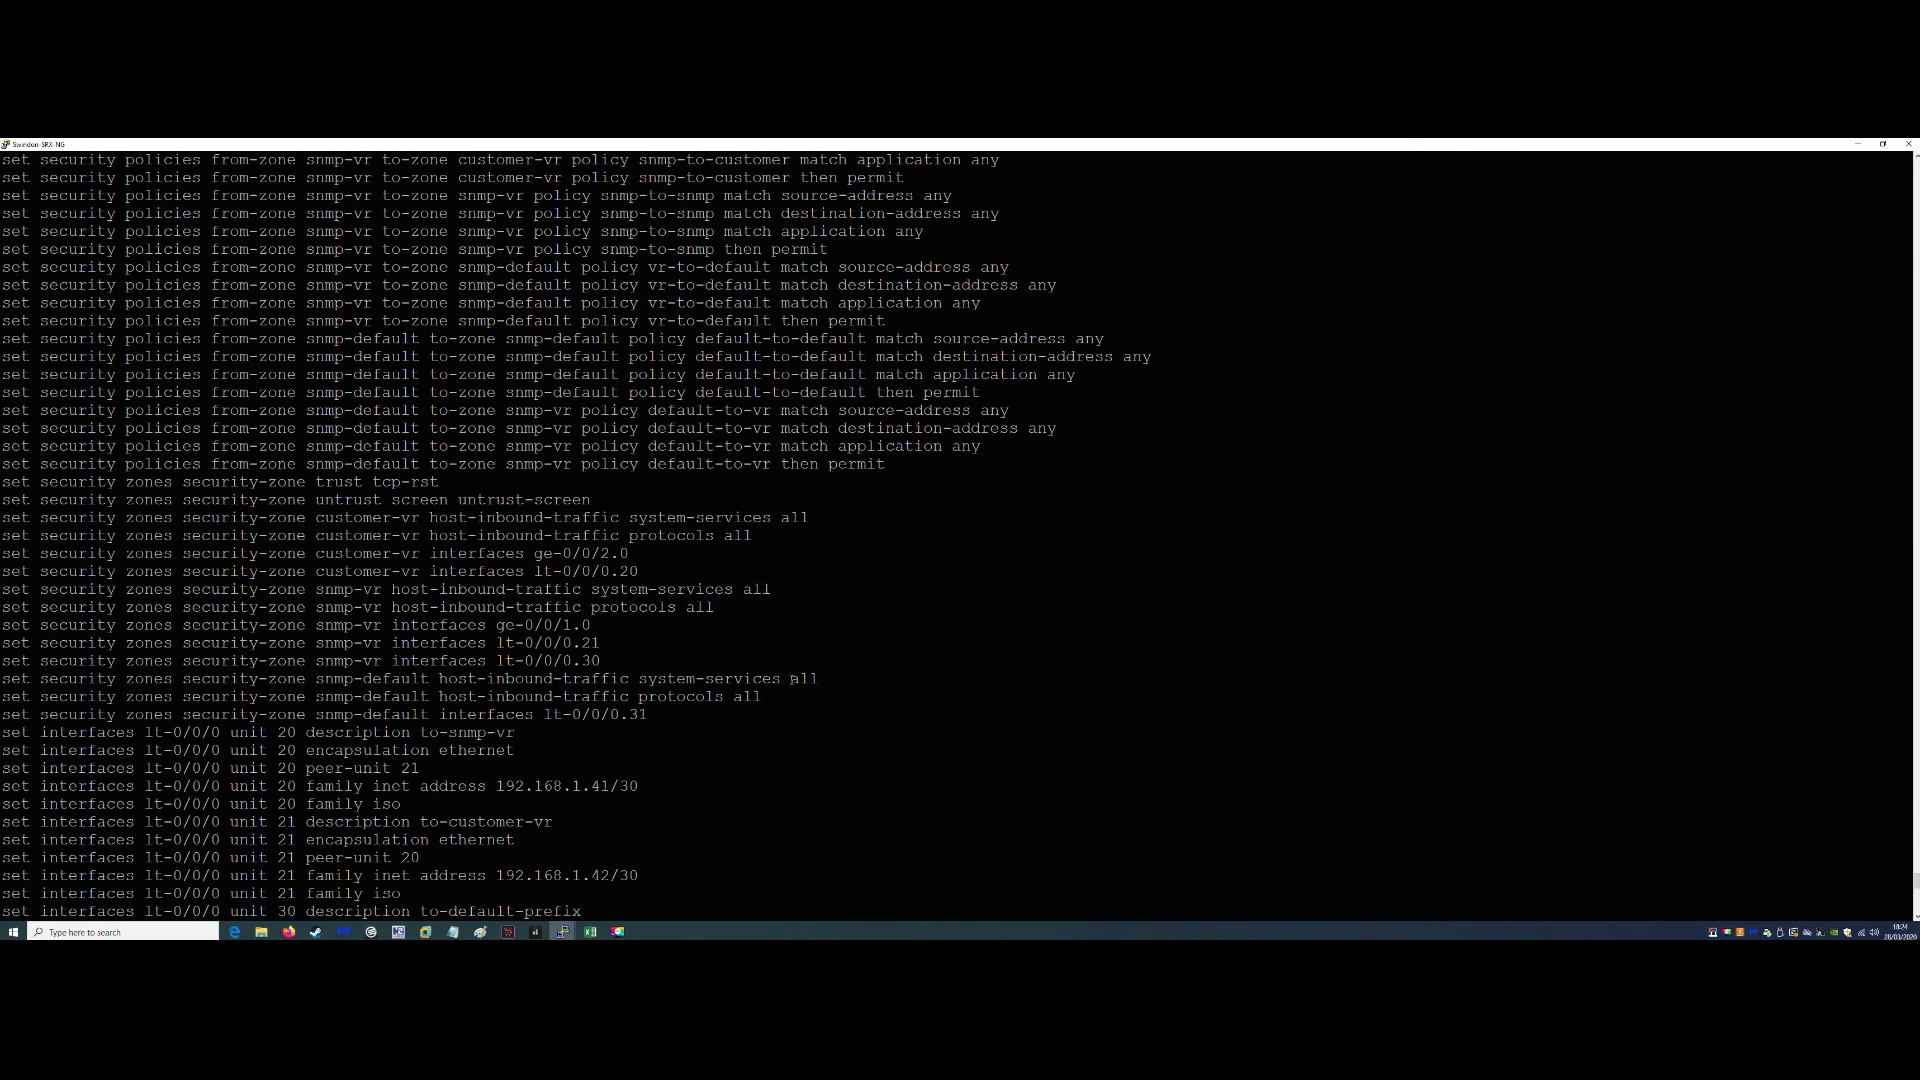 Swindon-SRX-NG
set security policies from-zone snmp-vr to-zone customer-vr policy snmp-to-customer match application any
set security policies from-zone snmp-vr to-zone customer-vr policy snmp-to-customer then permit
set security policies from-zone snmp-vr to-zone snmp-vr policy snmp-to-snmp match source-address any
set security policies from-zone snmp-vr to-zone snmp-vr policy snmp-to-snmp match destination-address any
set security policies from-zone snmp-vr to-zone snmp-vr policy snmp-to-snmp match application any
set security policies from-zone snmp-vr to-zone snmp-vr policy snmp-to-snmp then permit
set security policies from-zone snmp-vr to-zone snmp-default policy vr-to-default match source-address any
set security policies from-zone snmp-vr to-zone snmp-default policy vr-to-default match destination-address any
set security policies from-zone snmp-vr to-zone snmp-default policy vr-to-default match application any
set security policies from-zone snmp-vr to-zone snmp-default policy vr-to-default then permit
set security policies from-zone snmp-default to-zone snmp-default policy default-to-default match source-address any
set security policies from-zone snmp-default to-zone snmp-default policy default-to-default match destination-address any
set security policies from-zone snmp-default to-zone snmp-default policy default-to-default match application any
set security policies from-zone snmp-default to-zone snmp-default policy default-to-default then permit
set security policies from-zone snmp-default to-zone snmp-vr policy default-to-vr match source-address any
set security policies from-zone snmp-default to-zone snmp-vr policy default-to-vr match destination-address any
set security policies from-zone snmp-default to-zone snmp-vr policy default-to-vr match application any
set security policies from-zone snmp-default to-zone snmp-vr policy default-to-vr then permit
set security zones security-zone trust tcp-rst
set security zones security-zone untrust screen untrust-screen
set security zones security-zone customer-vr host-inbound-traffic system-services all
set security zones security-zone customer-vr host-inbound-traffic protocols all
set security zones security-zone customer-vr interfaces ge-0/0/2.0
set security zones security-zone customer-vr interfaces lt-0/0/0.20
set security zones security-zone snmp-vr host-inbound-traffic system-services all
set security zones security-zone snmp-vr host-inbound-traffic protocols all
set security zones security-zone snmp-vr interfaces ge-0/0/1.0
set security zones security-zone snmp-vr interfaces lt-0/0/0.21
set security zones security-zone snmp-vr interfaces lt-0/0/0.30
set security zones security-zone snmp-default host-inbound-traffic system-services all
set security zones security-zone snmp-default host-inbound-traffic protocols all
set security zones security-zone snmp-default interfaces lt-0/0/0.31
set interfaces lt-0/0/0 unit 20 description to-snmp-vr
set interfaces lt-0/0/0 unit 20 encapsulation ethernet
set interfaces lt-0/0/0 unit 20 peer-unit 21
set interfaces lt-0/0/0 unit 20 family inet address 192.168.1.41/30
set interfaces lt-0/0/0 unit 20 family iso
set interfaces lt-0/0/0 unit 21 description to-customer-vr
set interfaces lt-0/0/0 unit 21 encapsulation ethernet
set interfaces lt-0/0/0 unit 21 peer-unit 20
set interfaces lt-0/0/0 unit 21 family inet address 192.168.1.42/30
set interfaces lt-0/0/0 unit 21 family iso
set interfaces lt-0/0/0 unit 30 description to-default-prefix
Type here to search
18:24
28/03/2020